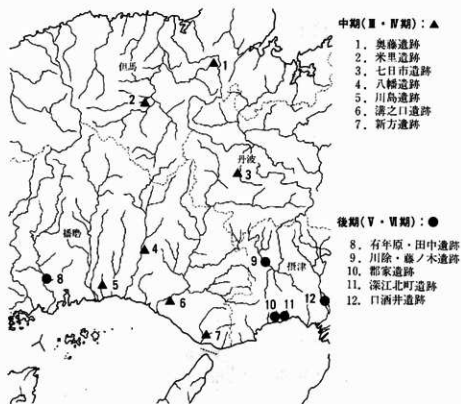 中期(Ⅲ・Ⅳ期):▲
1. 奥藤遺跡
2. 米里遺跡
3. 七日市遺跡
4. 八幡遺跡
5. 川島遺跡
6. 溝之口遺跡
7. 新方遺跡
後期(Ⅴ・Ⅵ期):●
8. 有年原・田中遺跡
9. 川除・藤ノ木遺跡
10. 郡家遺跡
11. 深江北町遺跡
12. 口酒井遺跡
但馬
1
2
丹波
3
播磨
4
摂津
9
8
5
6
10 11
12
7